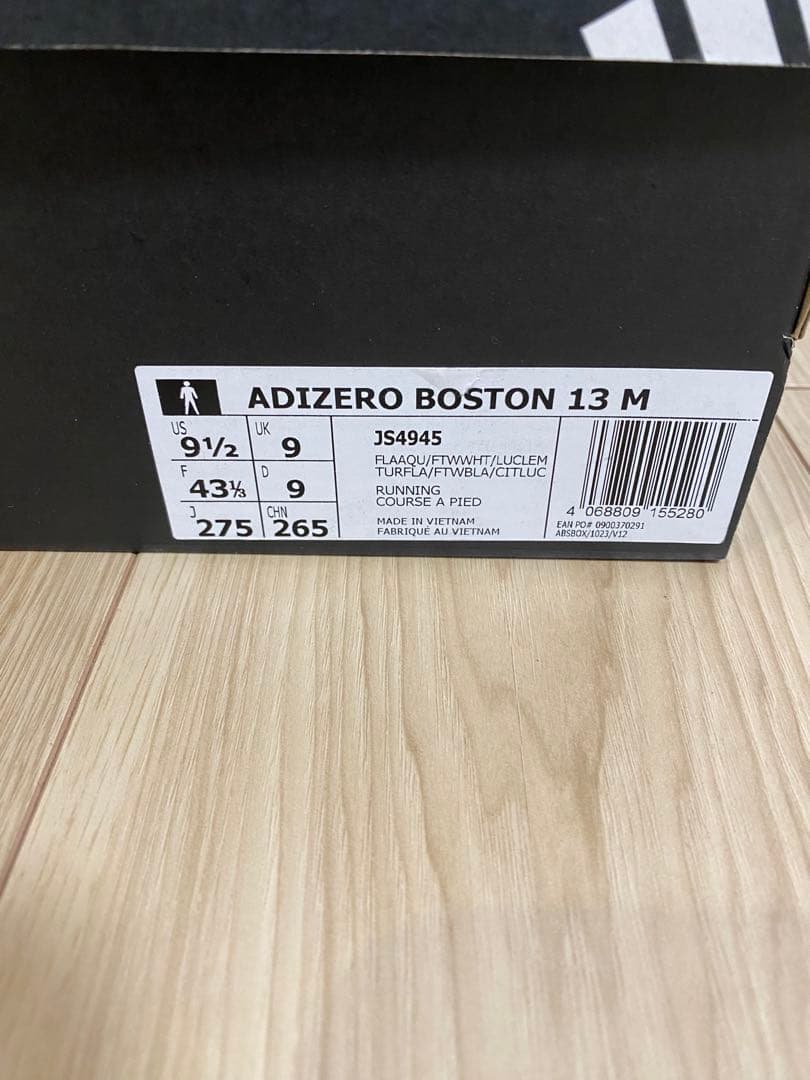 ADIZERO BOSTON 13 M
US 9½ UK 9
F 43⅓ D 9
J 275 CHN 265
JS4945
FLAAQU/FTWWHT/LUCLEM
TURFLA/FTWBLA/CITLUC
RUNNING
COURSE A PIED
MADE IN VIETNAM
FABRIQUÉ AU VIETNAM
4 068809 155280
EAN PO# 0900370291
ABSBOX/1023/V12